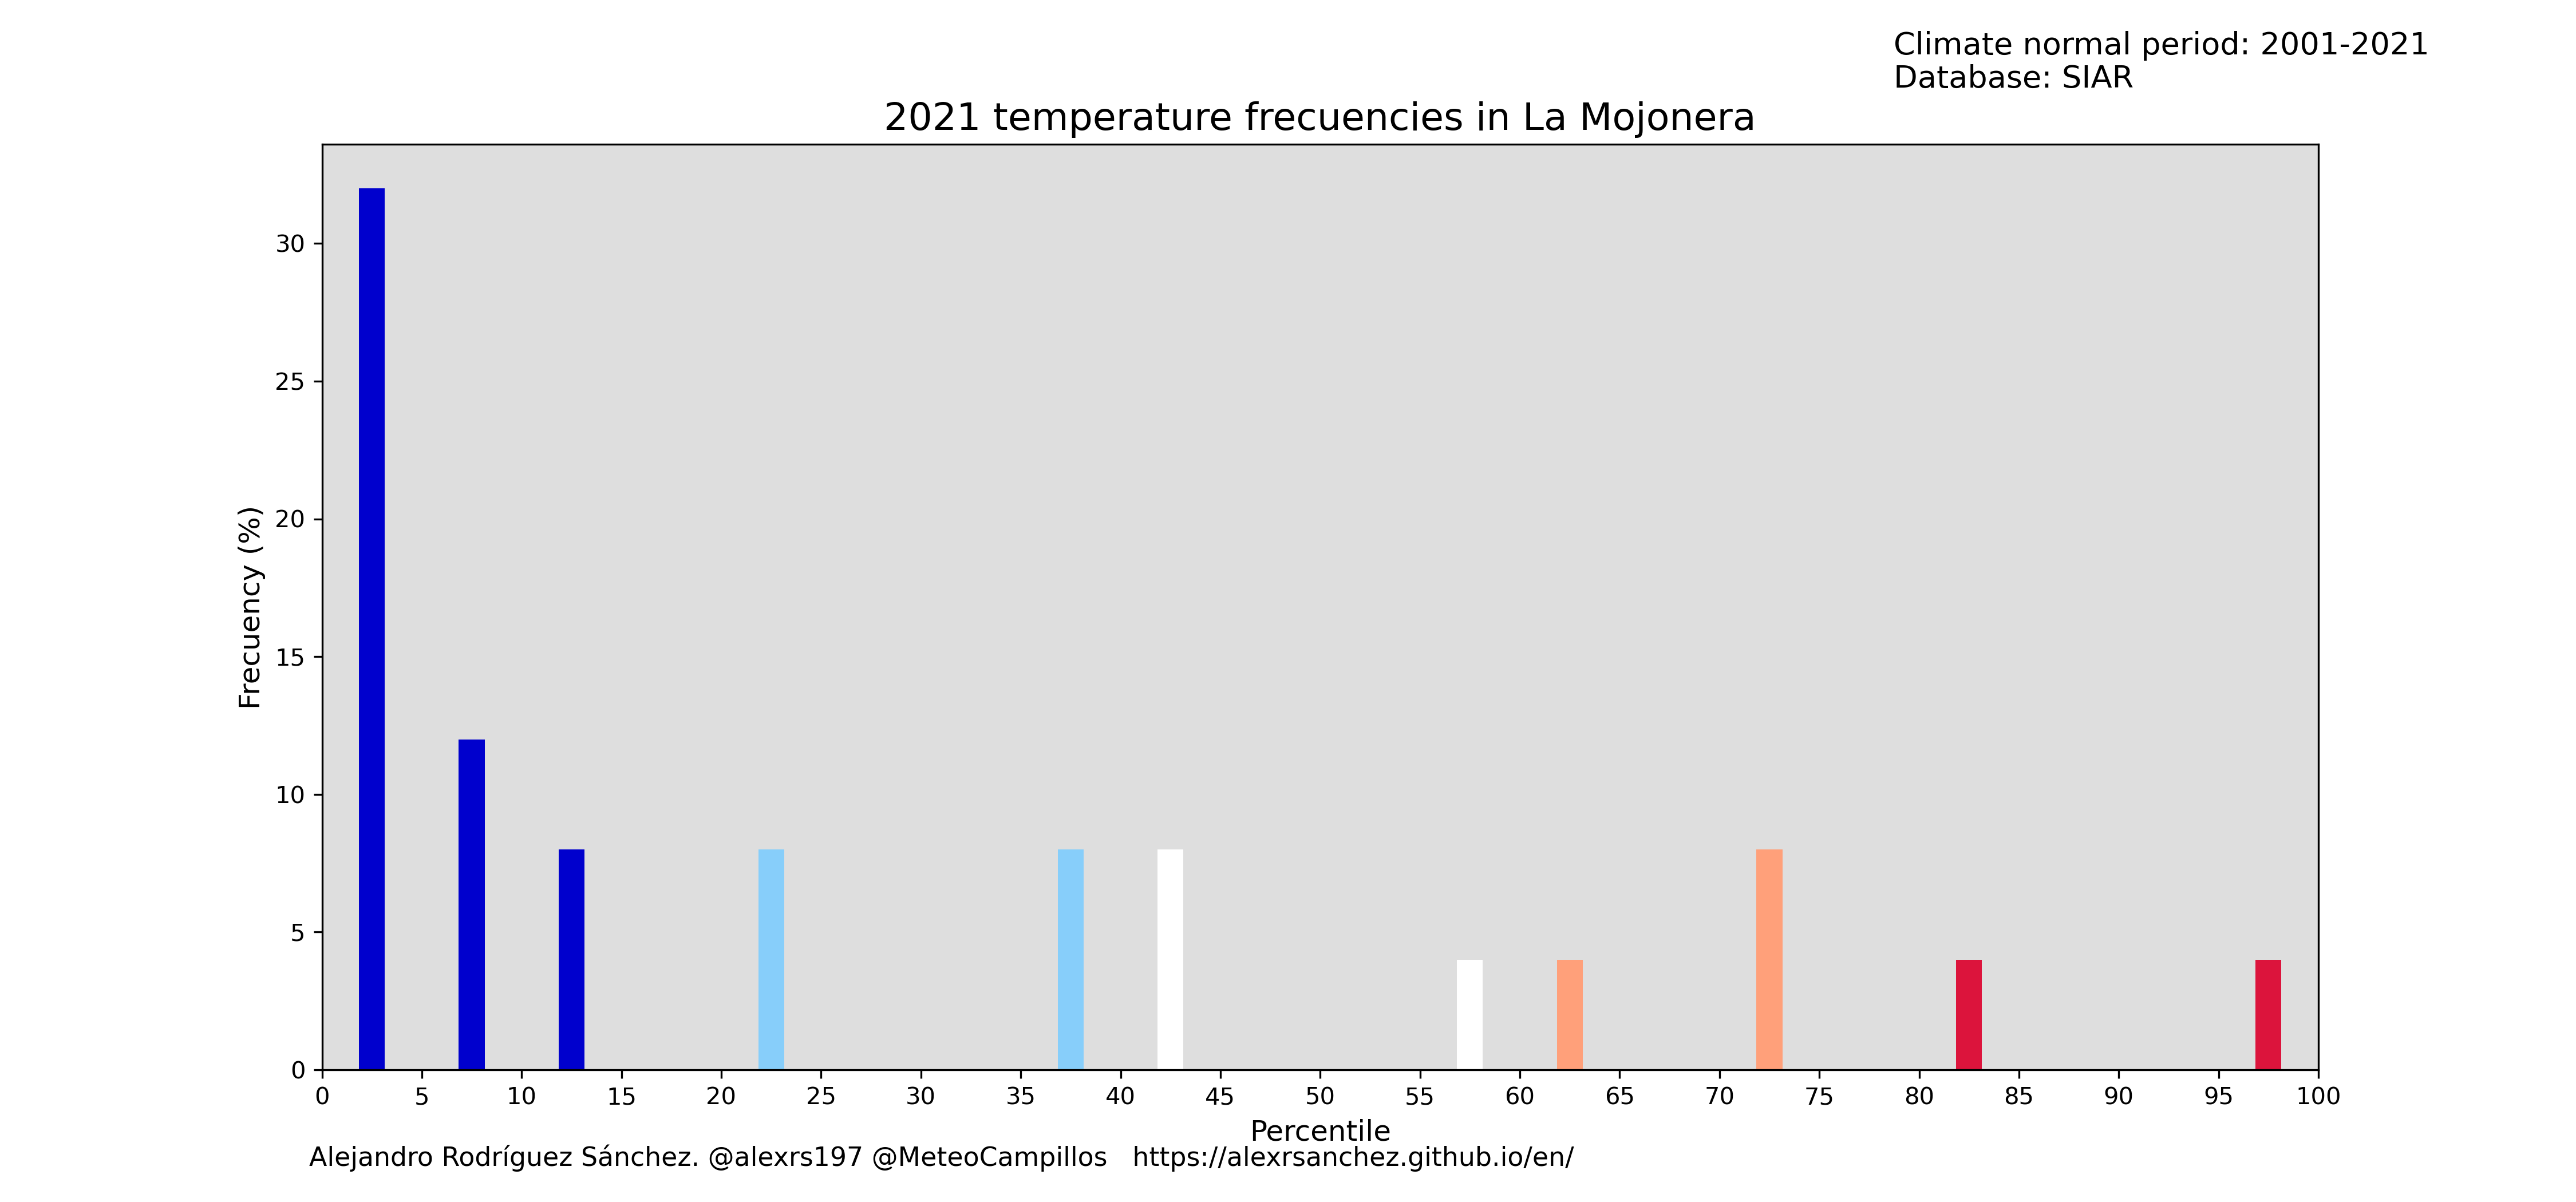 Climate normal period: 2001-2021
Database: SIAR
2021 temperature frecuencies in La Mojonera
Frecuency (%)
30
25
20
15
10
5
0
0 5 10 15 20 25 30 35 40 45 50 55 60 65 70 75 80 85 90 95 100
Percentile
Alejandro Rodríguez Sánchez. @alexrs197 @MeteoCampillos https://alexrsanchez.github.io/en/